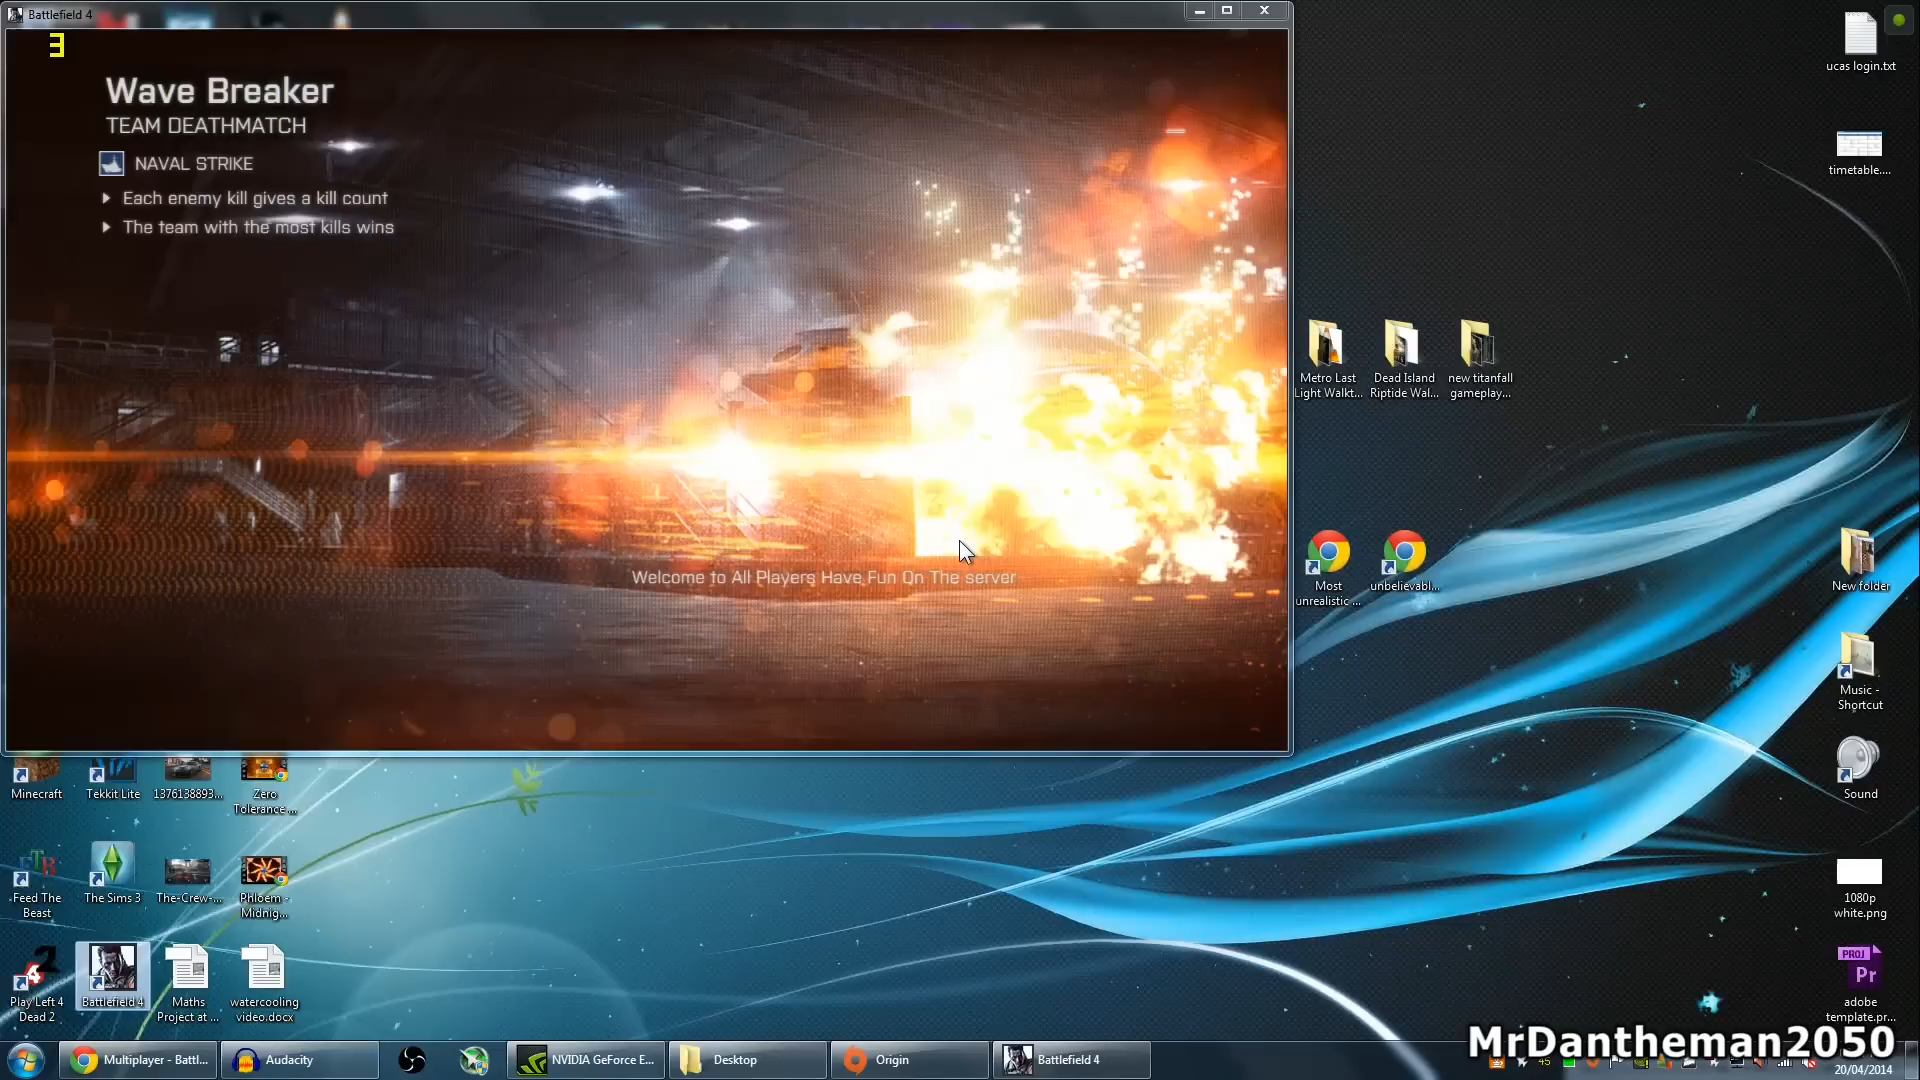 Battlefield 4
3
Wave Breaker
TEAM DEATHMATCH
NAVAL STRIKE
Each enemy kill gives a kill count
The team with the most kills wins
Welcome to All Players Have Fun On The server
ucas login.txt
timetable....
Metro Last
Light Walkt...
Dead Island
Riptide Wal...
new titanfall
gameplay...
Most
unrealistic ...
unbelievabl...
New folder
Music -
Shortcut
Sound
1080p
white.png
PROJ
Pr
adobe
template.pr...
Minecraft
Tekkit Lite
1376138893...
Zero
Tolerance...
FTB
Feed The
Beast
The Sims 3
The-Crew-...
Phloem -
Midnig...
Play Left 4
Dead 2
Battlefield 4
Maths
Project at ...
watercooling
video.docx
Multiplayer - Battl...
Audacity
NVIDIA GeForce E...
Desktop
Origin
Battlefield 4
45
20/04/2014
MrDantheman2050